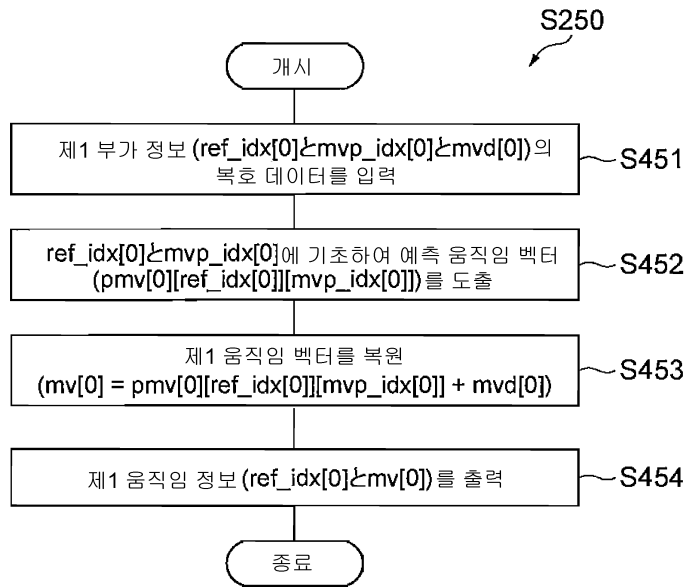 S250
개시
제1 부가 정보 (ref_idx[0]とmvp_idx[0]とmvd[0])의
복호 데이터를 입력
S451
ref_idx[0]とmvp_idx[0]에 기초하여 예측 움직임 벡터
(pmv[0][ref_idx[0]][mvp_idx[0]])를 도출
S452
제1 움직임 벡터를 복원
(mv[0] = pmv[0][ref_idx[0]][mvp_idx[0]] + mvd[0])
S453
제1 움직임 정보 (ref_idx[0]とmv[0])를 출력
S454
종료